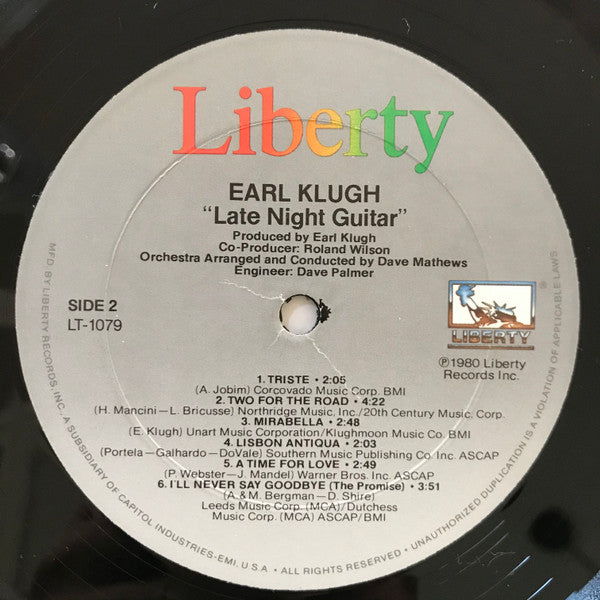 Liberty
EARL KLUGH
“Late Night Guitar”
Produced by Earl Klugh
Co-Producer: Roland Wilson
Orchestra Arranged and Conducted by Dave Mathews
Engineer: Dave Palmer
SIDE 2
LT-1079
®
LIBERTY
℗1980 Liberty
Records Inc.
1. TRISTE • 2:05
(A. Jobim) Corcovado Music Corp. BMI
2. TWO FOR THE ROAD • 4:22
(H. Mancini—L. Bricusse) Northridge Music, Inc./20th Century Music, Corp.
3. MIRABELLA • 2:48
(E. Klugh) Unart Music Corporation/Klughmoon Music Co. BMI
4. LISBON ANTIQUA • 2:03
(Portela—Galhardo—DoVale) Southern Music Publishing Co Inc. ASCAP
5. A TIME FOR LOVE • 2:49
(P. Webster—J. Mandel) Warner Bros. Inc. ASCAP
6. I'LL NEVER SAY GOODBYE (The Promise) • 3:51
(A. & M. Bergman—D. Shire)
Leeds Music Corp. (MCA)/Dutchess
Music Corp. (MCA) ASCAP/BMI
MFD. BY LIBERTY RECORDS, INC., A SUBSIDIARY OF CAPITOL INDUSTRIES-EMI, U.S.A. • ALL RIGHTS RESERVED. • UNAUTHORIZED DUPLICATION IS A VIOLATION OF APPLICABLE LAWS.